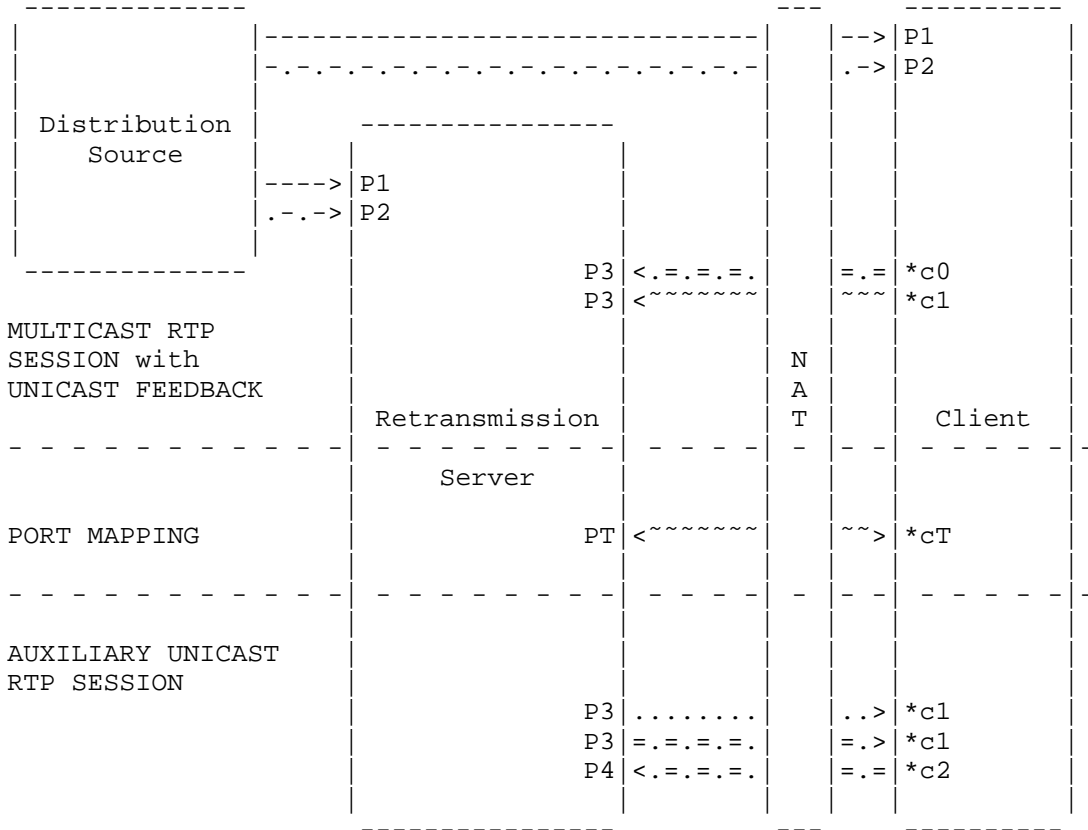 P1
P2
Distribution
Source
P1
P2
P3 *c0
P3 *c1
MULTICAST RTP
SESSION with N
UNICAST FEEDBACK A
Retransmission T Client
Server
PORT MAPPING PT *cT
AUXILIARY UNICAST
RTP SESSION
P3 *c1
P3 *c1
P4 *c2